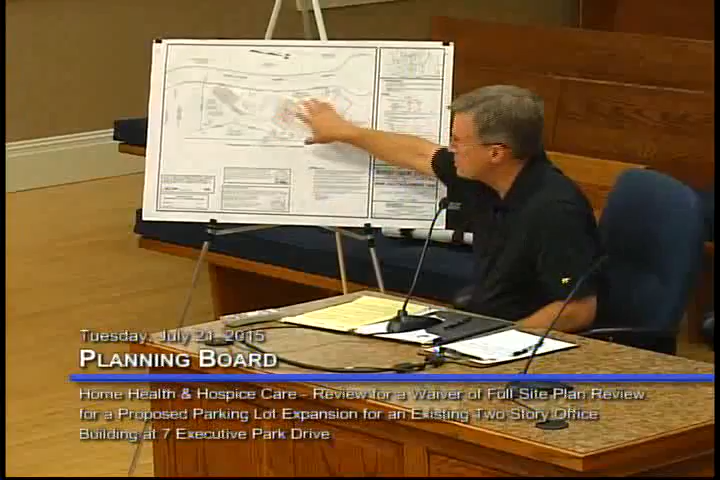 Tuesday, July 21, 2015
PLANNING BOARD
Home Health & Hospice Care - Review for a Waiver of Full Site Plan Review
for a Proposed Parking Lot Expansion for an Existing Two Story Office
Building at 7 Executive Park Drive